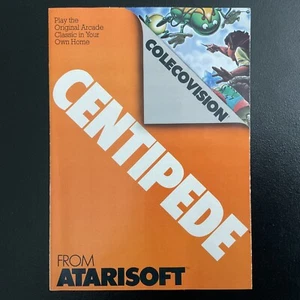 Play the
Original Arcade
Classic in Your
Own Home
COLECOVISION
CENTIPEDE
FROM
ATARISOFT